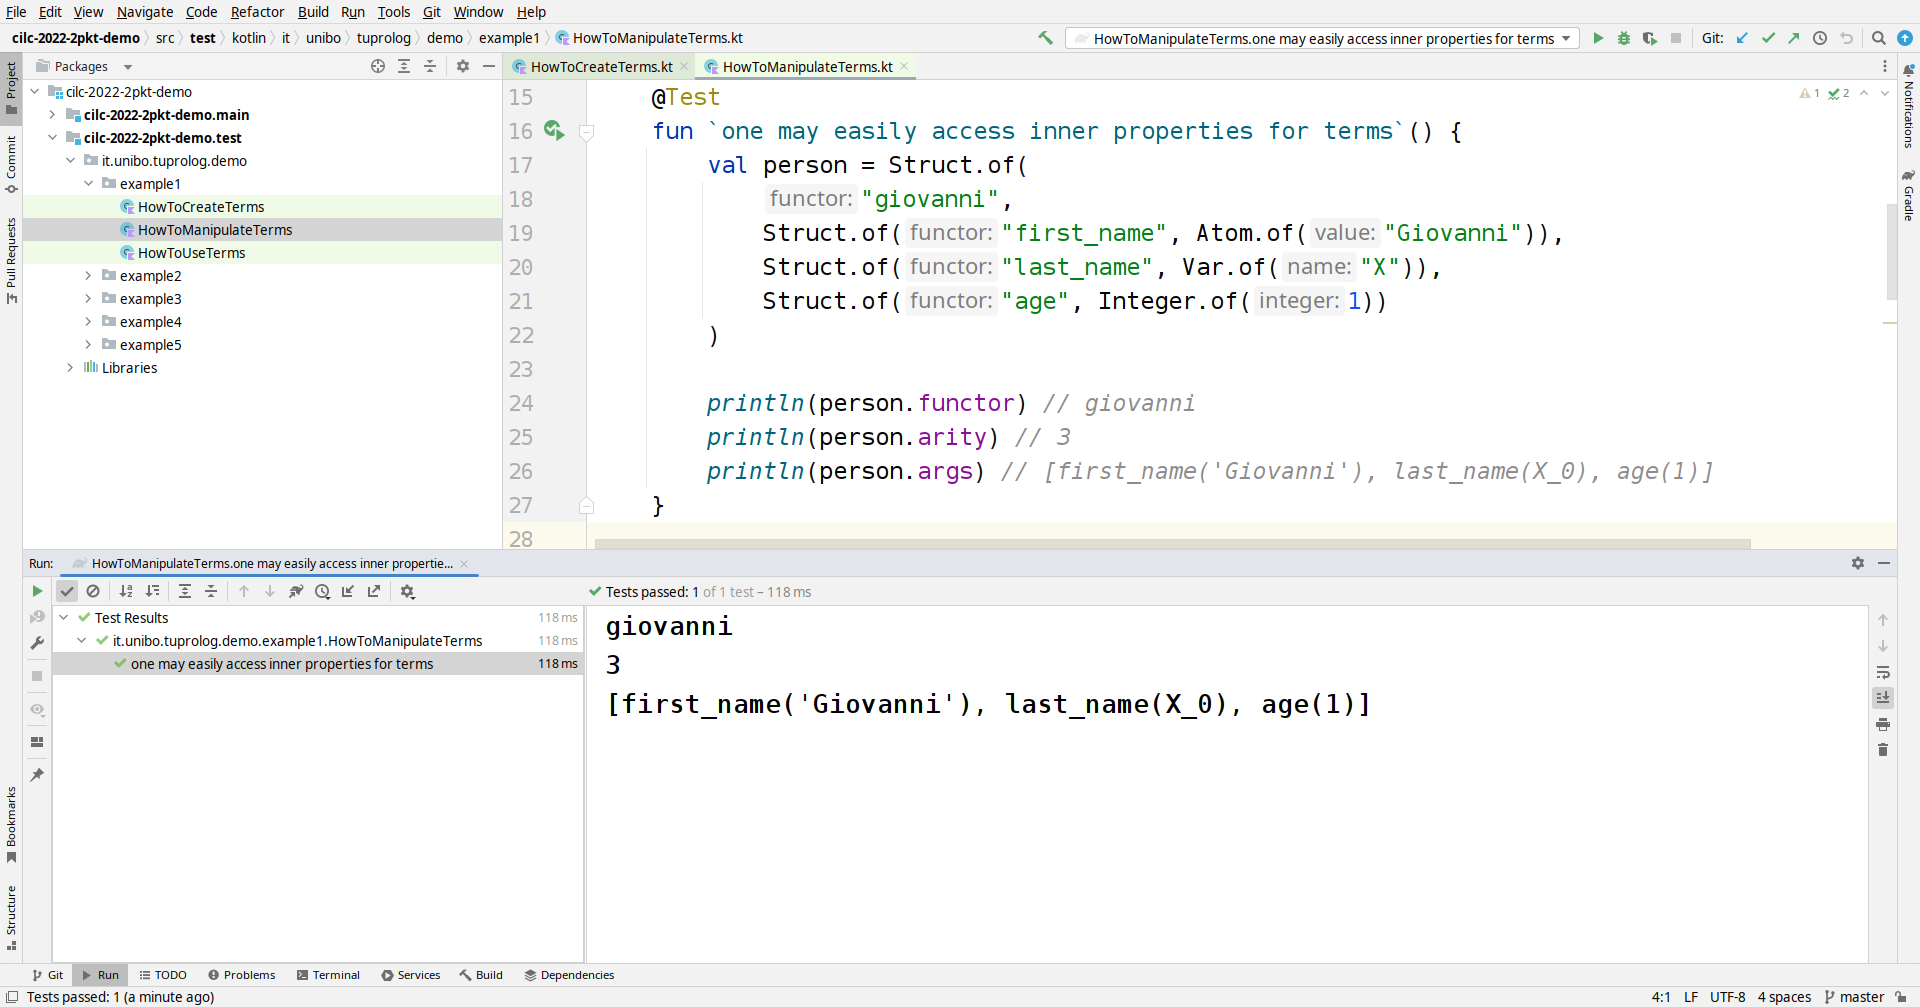 File Edit View Navigate Code Refactor Build Run Tools Git Window Help
cilc-2022-2pkt-demo src test kotlin it unibo tuprolog demo example1 HowToManipulateTerms.kt
HowToManipulateTerms.one may easily access inner properties for terms
Git:
Project
Commit
Pull Requests
Bookmarks
Structure
Packages
cilc-2022-2pkt-demo
cilc-2022-2pkt-demo.main
cilc-2022-2pkt-demo.test
it.unibo.tuprolog.demo
example1
HowToCreateTerms
HowToManipulateTerms
HowToUseTerms
example2
example3
example4
example5
Libraries
HowToCreateTerms.kt HowToManipulateTerms.kt
1 2
15 @Test
16 fun `one may easily access inner properties for terms`() {
17 val person = Struct.of(
18 functor: "giovanni",
19 Struct.of( functor: "first_name", Atom.of( value: "Giovanni")),
20 Struct.of( functor: "last_name", Var.of( name: "X")),
21 Struct.of( functor: "age", Integer.of( integer: 1))
22 )
23
24 println(person.functor) // giovanni
25 println(person.arity) // 3
26 println(person.args) // [first_name('Giovanni'), last_name(X_0), age(1)]
27 }
28
Notifications
Gradle
Run: HowToManipulateTerms.one may easily access inner propertie...
Tests passed: 1 of 1 test – 118 ms
Test Results 118 ms
it.unibo.tuprolog.demo.example1.HowToManipulateTerms 118 ms
one may easily access inner properties for terms 118 ms
giovanni
3
[first_name('Giovanni'), last_name(X_0), age(1)]
Git Run TODO Problems Terminal Services Build Dependencies
Tests passed: 1 (a minute ago)
4:1 LF UTF-8 4 spaces master